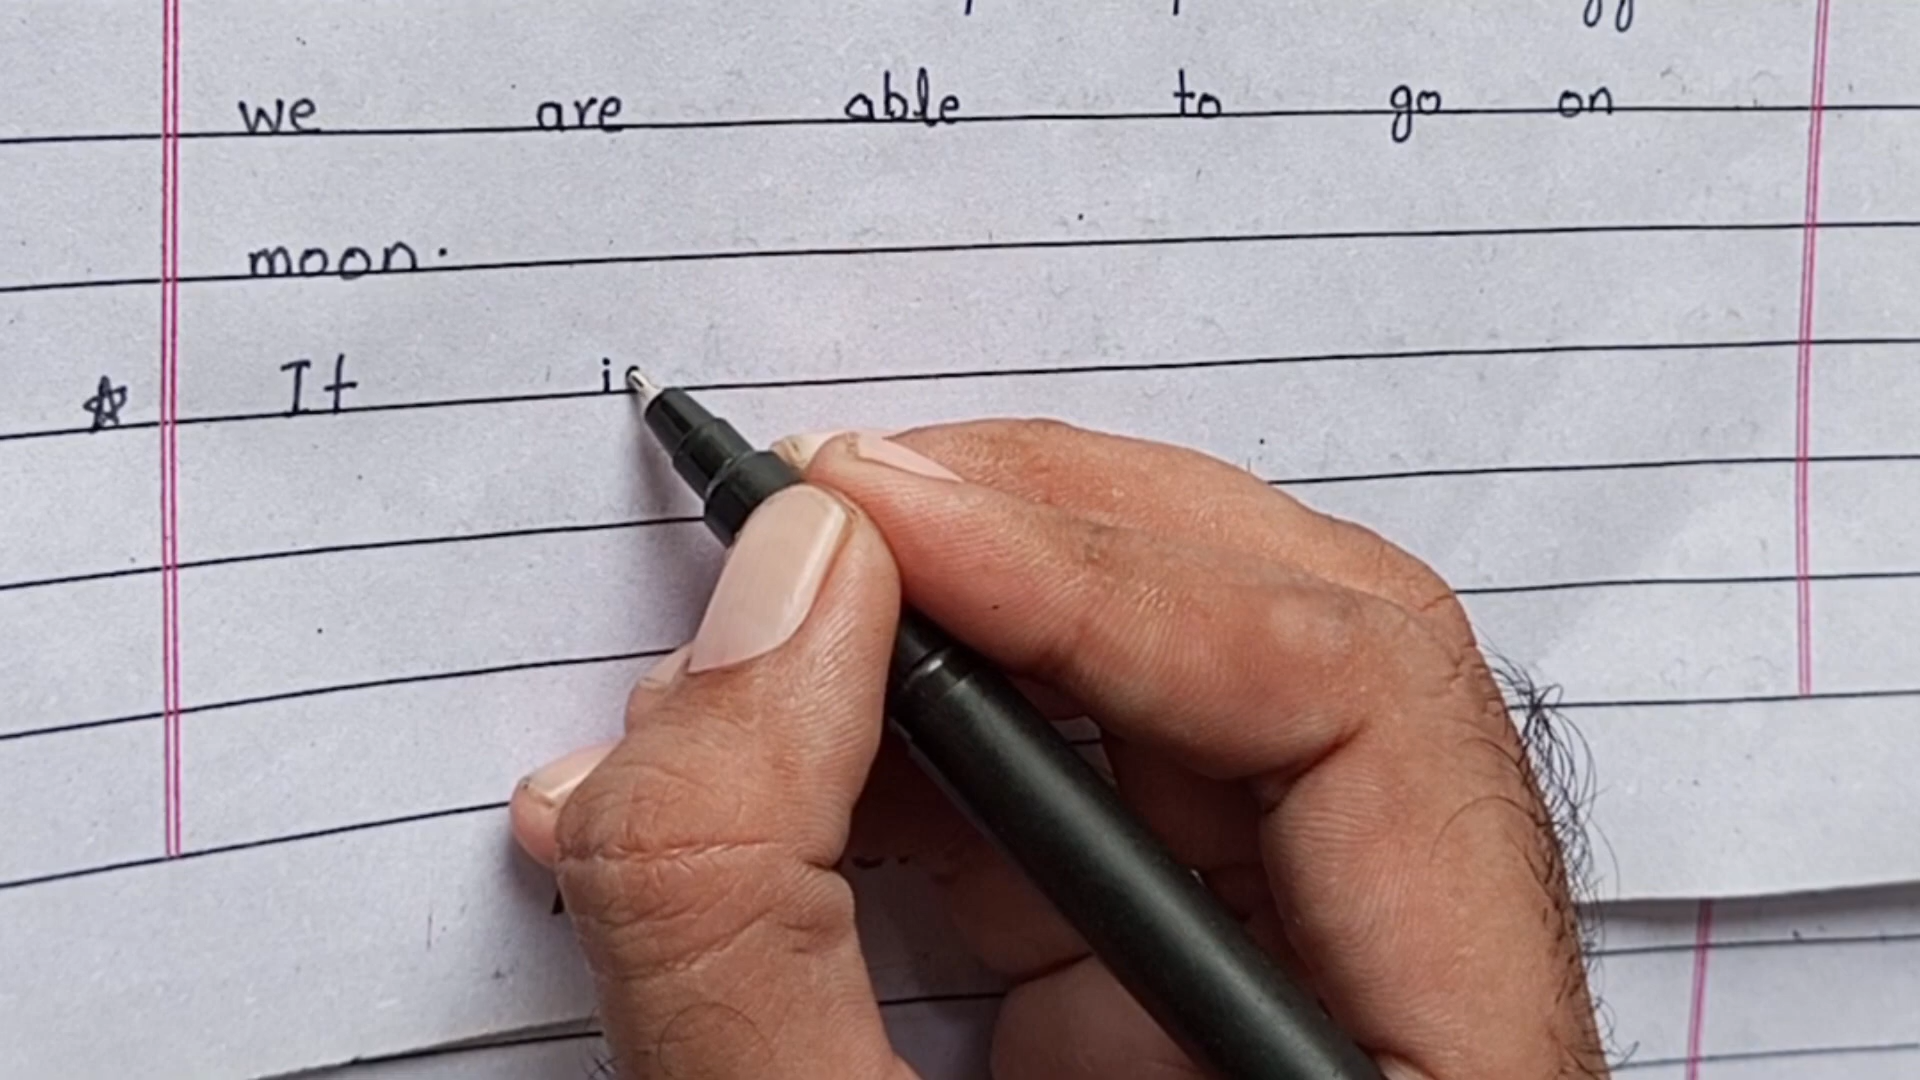 we are able to go on
moon.
☆ It i